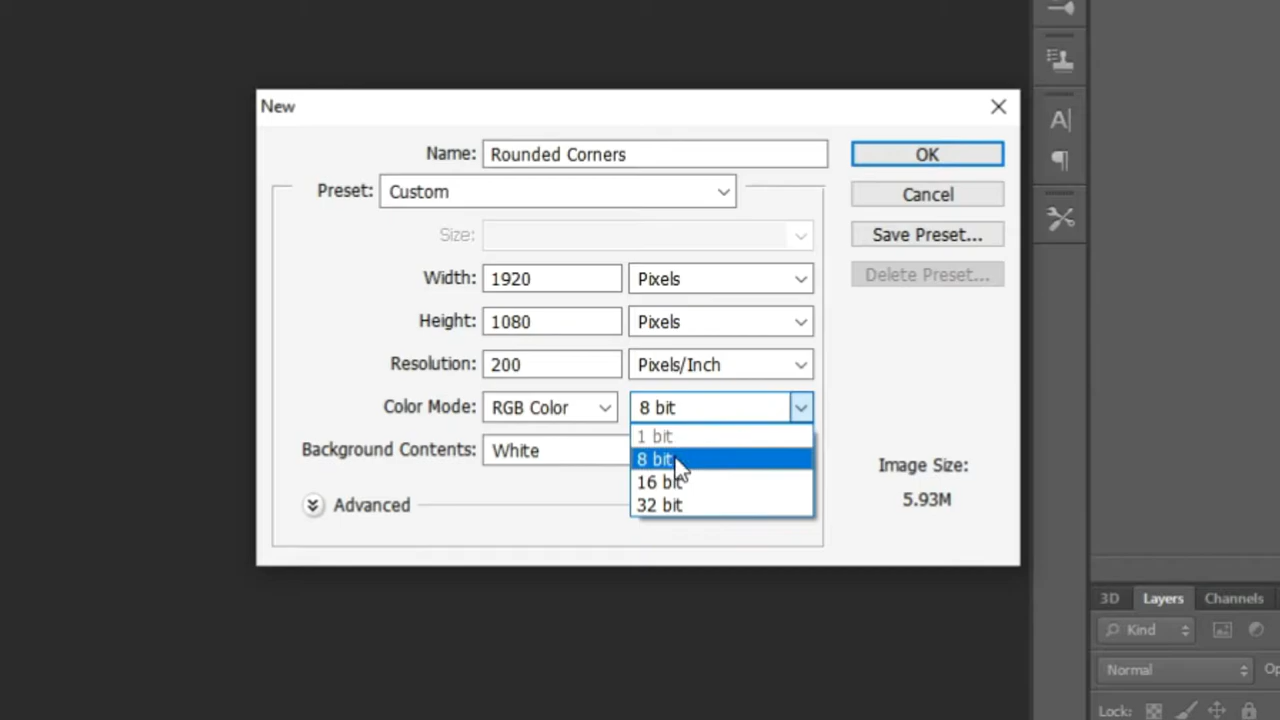 New
Name: Rounded Corners
OK
Preset: Custom
Cancel
Size:
Save Preset...
Width: 1920 Pixels
Delete Preset...
Height: 1080 Pixels
Resolution: 200 Pixels/Inch
Color Mode: RGB Color 8 bit
1 bit
Background Contents: White
8 bit
16 bit
32 bit
Image Size:
5.93M
Advanced
3D Layers Channels
Kind
Normal Op
Lock: